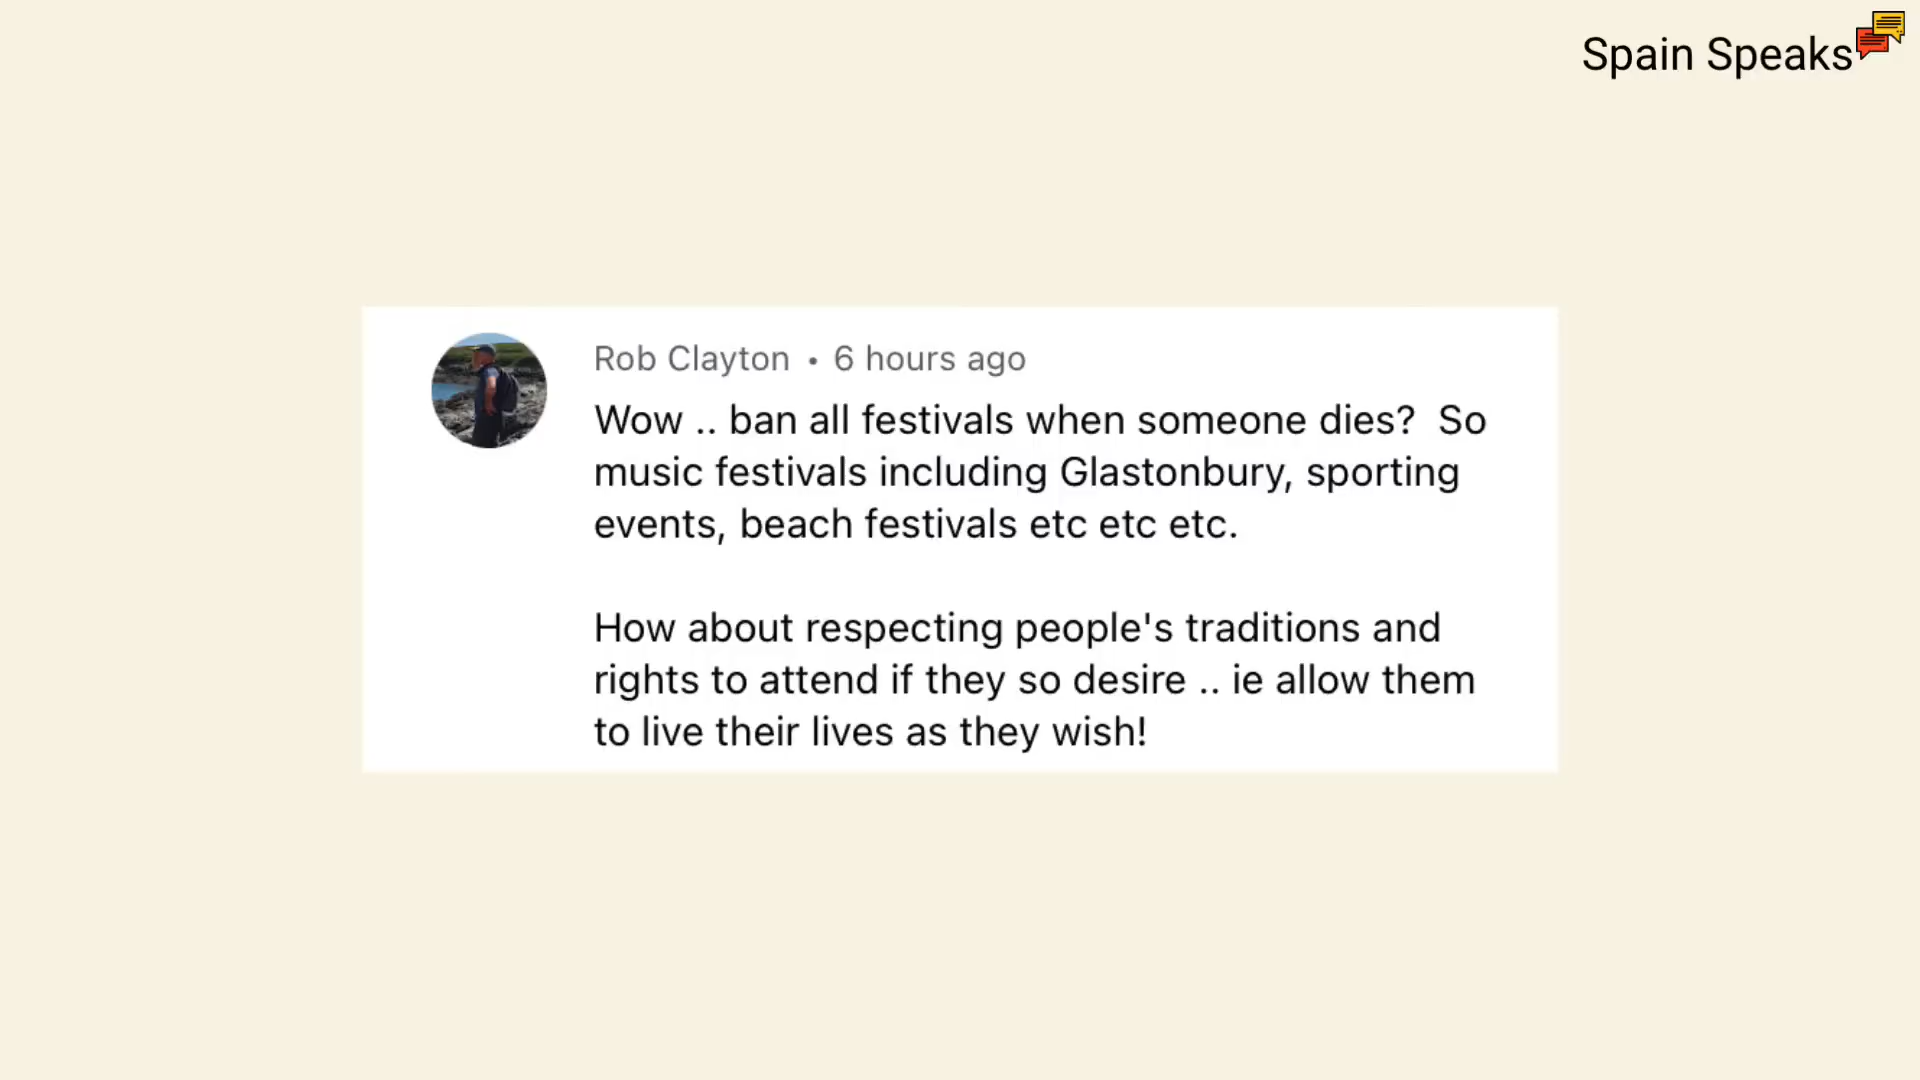 Spain Speaks
Rob Clayton • 6 hours ago
Wow .. ban all festivals when someone dies?  So
music festivals including Glastonbury, sporting
events, beach festivals etc etc etc.
How about respecting people's traditions and
rights to attend if they so desire .. ie allow them
to live their lives as they wish!